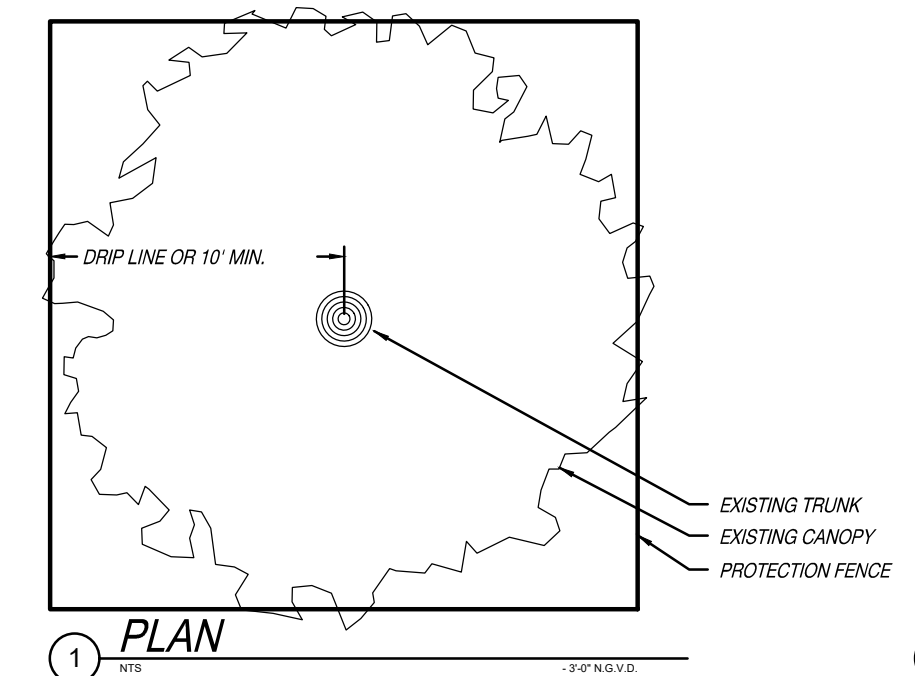 DRIP LINE OR 10' MIN.
EXISTING TRUNK
EXISTING CANOPY
PROTECTION FENCE
1
PLAN
NTS
- 3'-0" N.G.V.D.